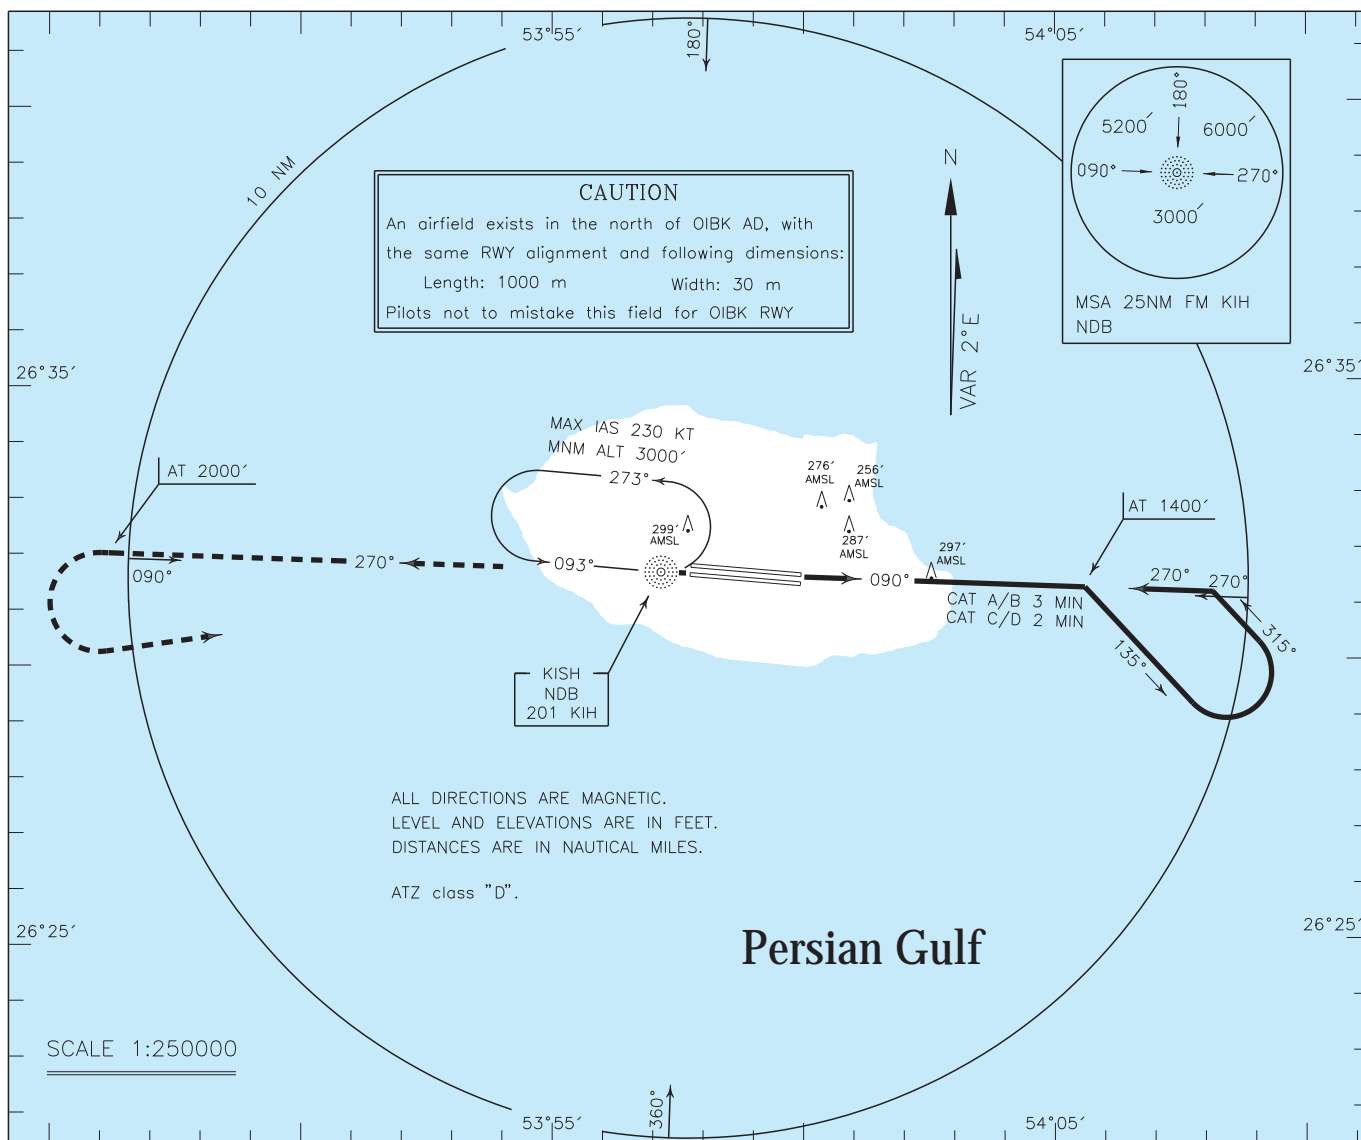 53°55′
180°
54°05′
180°
5200′
6000′
090°
270°
3000′
MSA 25NM FM KIH
NDB
10 NM
CAUTION
An airfield exists in the north of OIBK AD, with
the same RWY alignment and following dimensions:
Length: 1000 m Width: 30 m
Pilots not to mistake this field for OIBK RWY
N
VAR 2°E
26°35′
26°35′
MAX IAS 230 KT
MNM ALT 3000′
273°
AT 2000′
276′
AMSL
256′
AMSL
299′
AMSL
287′
AMSL
297′
AMSL
AT 1400′
270°
090°
093°
090°
270°
270°
CAT A/B 3 MIN
CAT C/D 2 MIN
135°
315°
KISH
NDB
201 KIH
ALL DIRECTIONS ARE MAGNETIC.
LEVEL AND ELEVATIONS ARE IN FEET.
DISTANCES ARE IN NAUTICAL MILES.
ATZ class "D".
Persian Gulf
26°25′
26°25′
SCALE 1:250000
53°55′
360°
54°05′